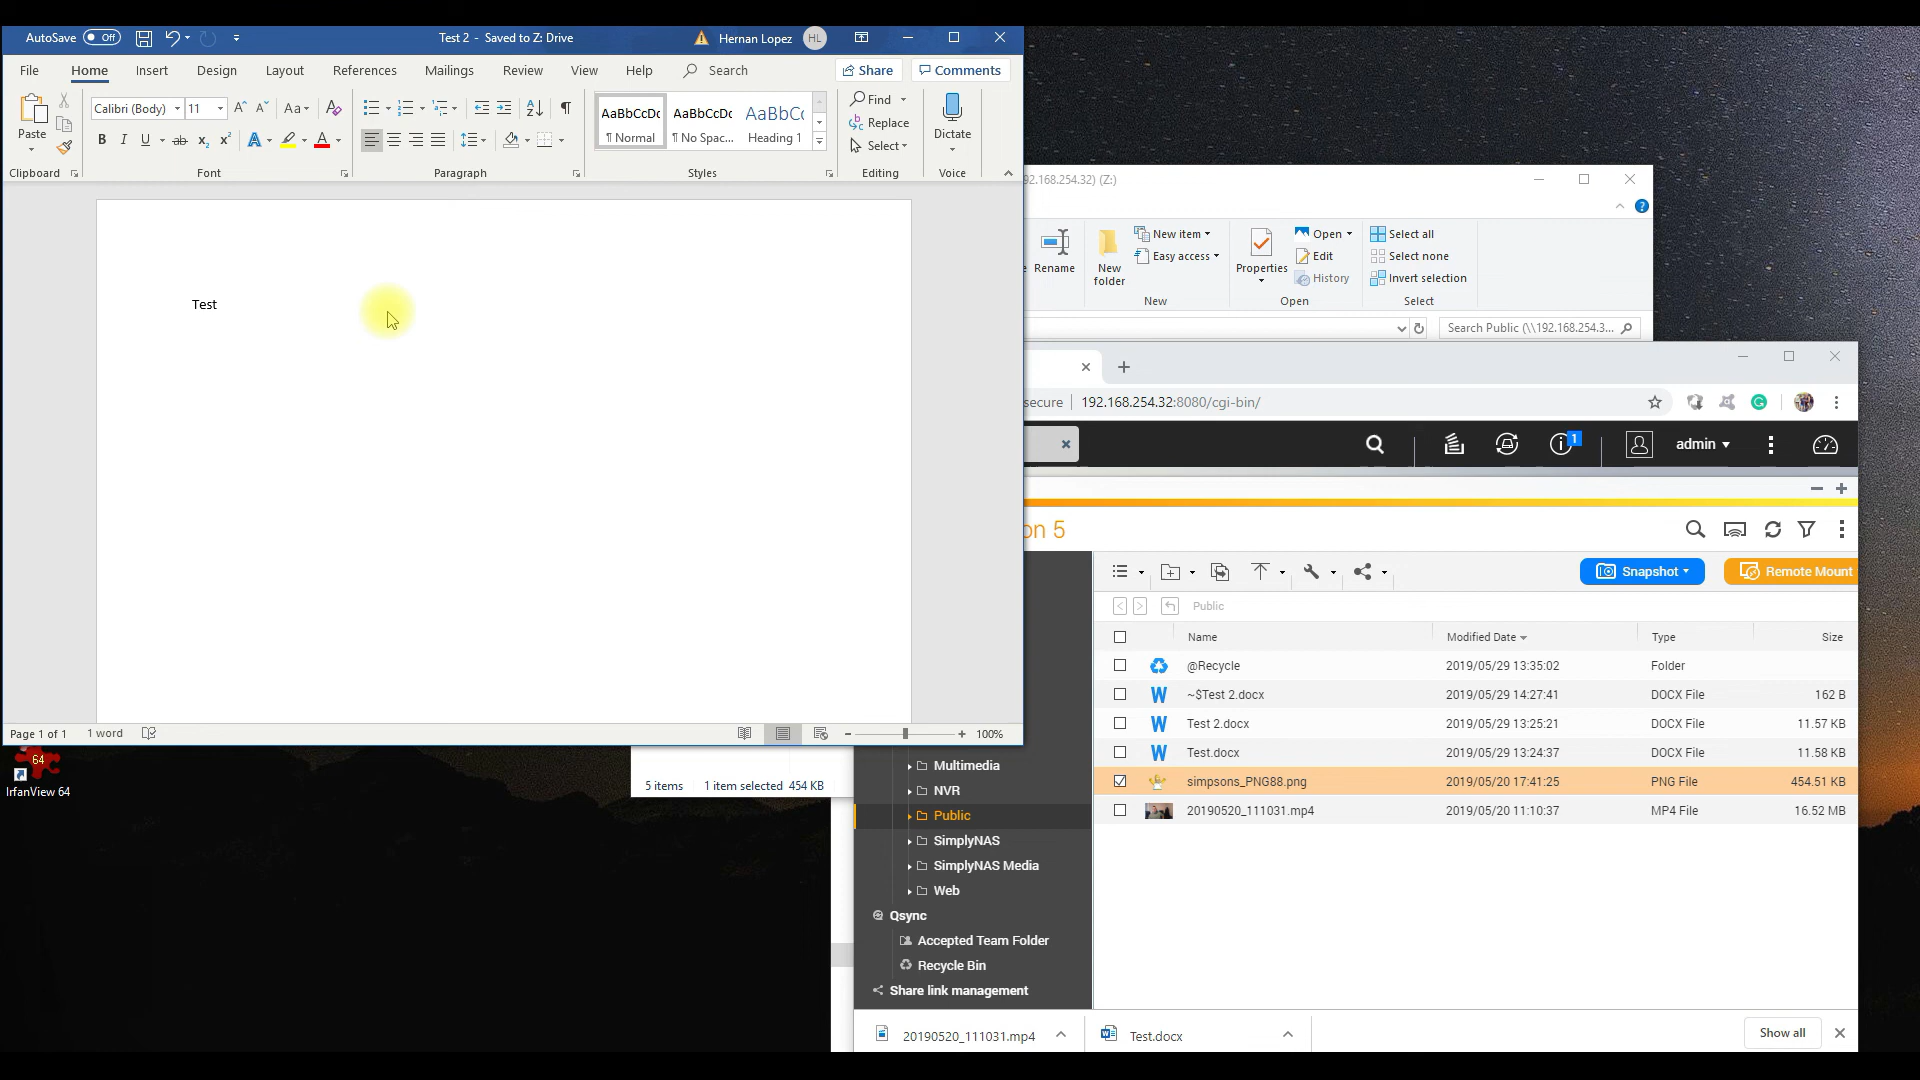 AutoSave Off Test 2 - Saved to Z: Drive Hernan Lopez HL
File Home Insert Design Layout References Mailings Review View Help Search Share Comments
Paste Calibri (Body) 11 Aa AaBbCcDc AaBbCcDc AaBbCc Find Dictate
¶ Normal ¶ No Spac... Heading 1 Replace
Select
Clipboard Font Paragraph Styles Editing Voice
Test
Page 1 of 1 1 word 100%
92.168.254.32) (Z:)
Rename New folder New item Easy access Properties Open Edit History Select all Select none Invert selection
New Open Select
Search Public (\\192.168.254.3...
secure 192.168.254.32:8080/cgi-bin/
1 admin
on 5
Snapshot Remote Mount
Public
Name Modified Date Type Size
@Recycle 2019/05/29 13:35:02 Folder
~$Test 2.docx 2019/05/29 14:27:41 DOCX File 162 B
Test 2.docx 2019/05/29 13:25:21 DOCX File 11.57 KB
Test.docx 2019/05/29 13:24:37 DOCX File 11.58 KB
simpsons_PNG88.png 2019/05/20 17:41:25 PNG File 454.51 KB
20190520_111031.mp4 2019/05/20 11:10:37 MP4 File 16.52 MB
Multimedia
NVR
Public
SimplyNAS
SimplyNAS Media
Web
Qsync
Accepted Team Folder
Recycle Bin
Share link management
5 items 1 item selected 454 KB
64
IrfanView 64
20190520_111031.mp4 Test.docx Show all